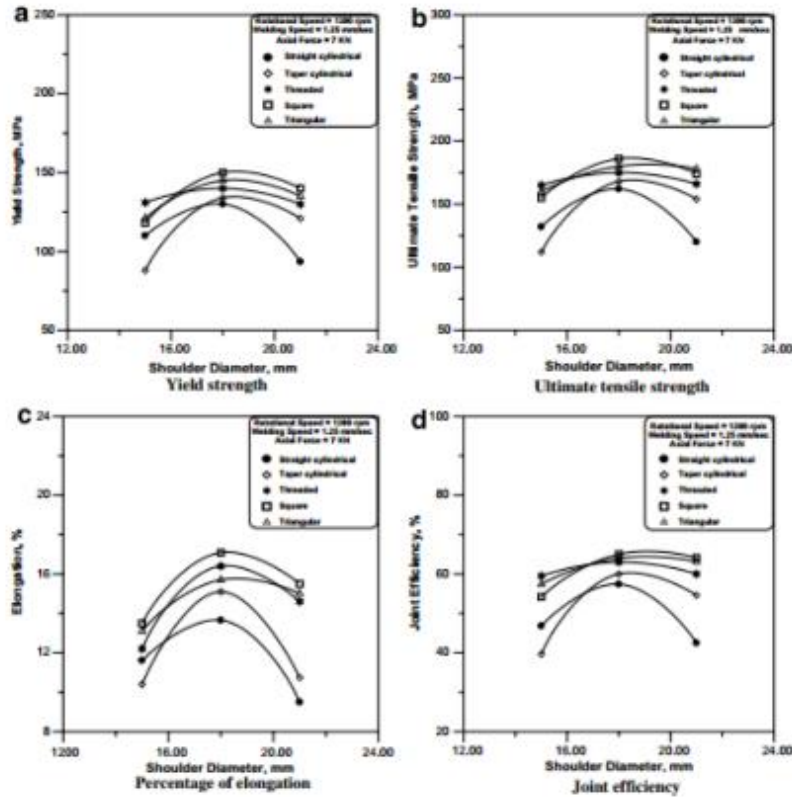 a
250
200
150
100
50
Yield Strength, MPa
Rotational Speed = 1200 rpm
Welding Speed = 1.25 mm/sec
Axial Force = 7 KN
Straight cylindrical
Taper cylindrical
Threaded
Square
Triangular
12.00 16.00 20.00 24.00
Shoulder Diameter, mm
Yield strength
b
300
250
200
150
100
50
Ultimate Tensile Strength, MPa
Rotational Speed = 1200 rpm
Welding Speed = 1.25 mm/sec
Axial Force = 7 KN
Straight cylindrical
Taper cylindrical
Threaded
Square
Triangular
12.00 16.00 20.00 24.00
Shoulder Diameter, mm
Ultimate tensile strength
c
24
20
16
12
8
Elongation, %
Rotational Speed = 1200 rpm
Welding Speed = 1.25 mm/sec
Axial Force = 7 KN
Straight cylindrical
Taper cylindrical
Threaded
Square
Triangular
1200 16.00 20.00 24.00
Shoulder Diameter, mm
Percentage of elongation
d
100
80
60
40
20
Joint Efficiency, %
Rotational Speed = 1200 rpm
Welding Speed = 1.25 mm/sec
Axial Force = 7 KN
Straight cylindrical
Taper cylindrical
Threaded
Square
Triangular
12.00 16.00 20.00 24.00
Shoulder Diameter, mm
Joint efficiency